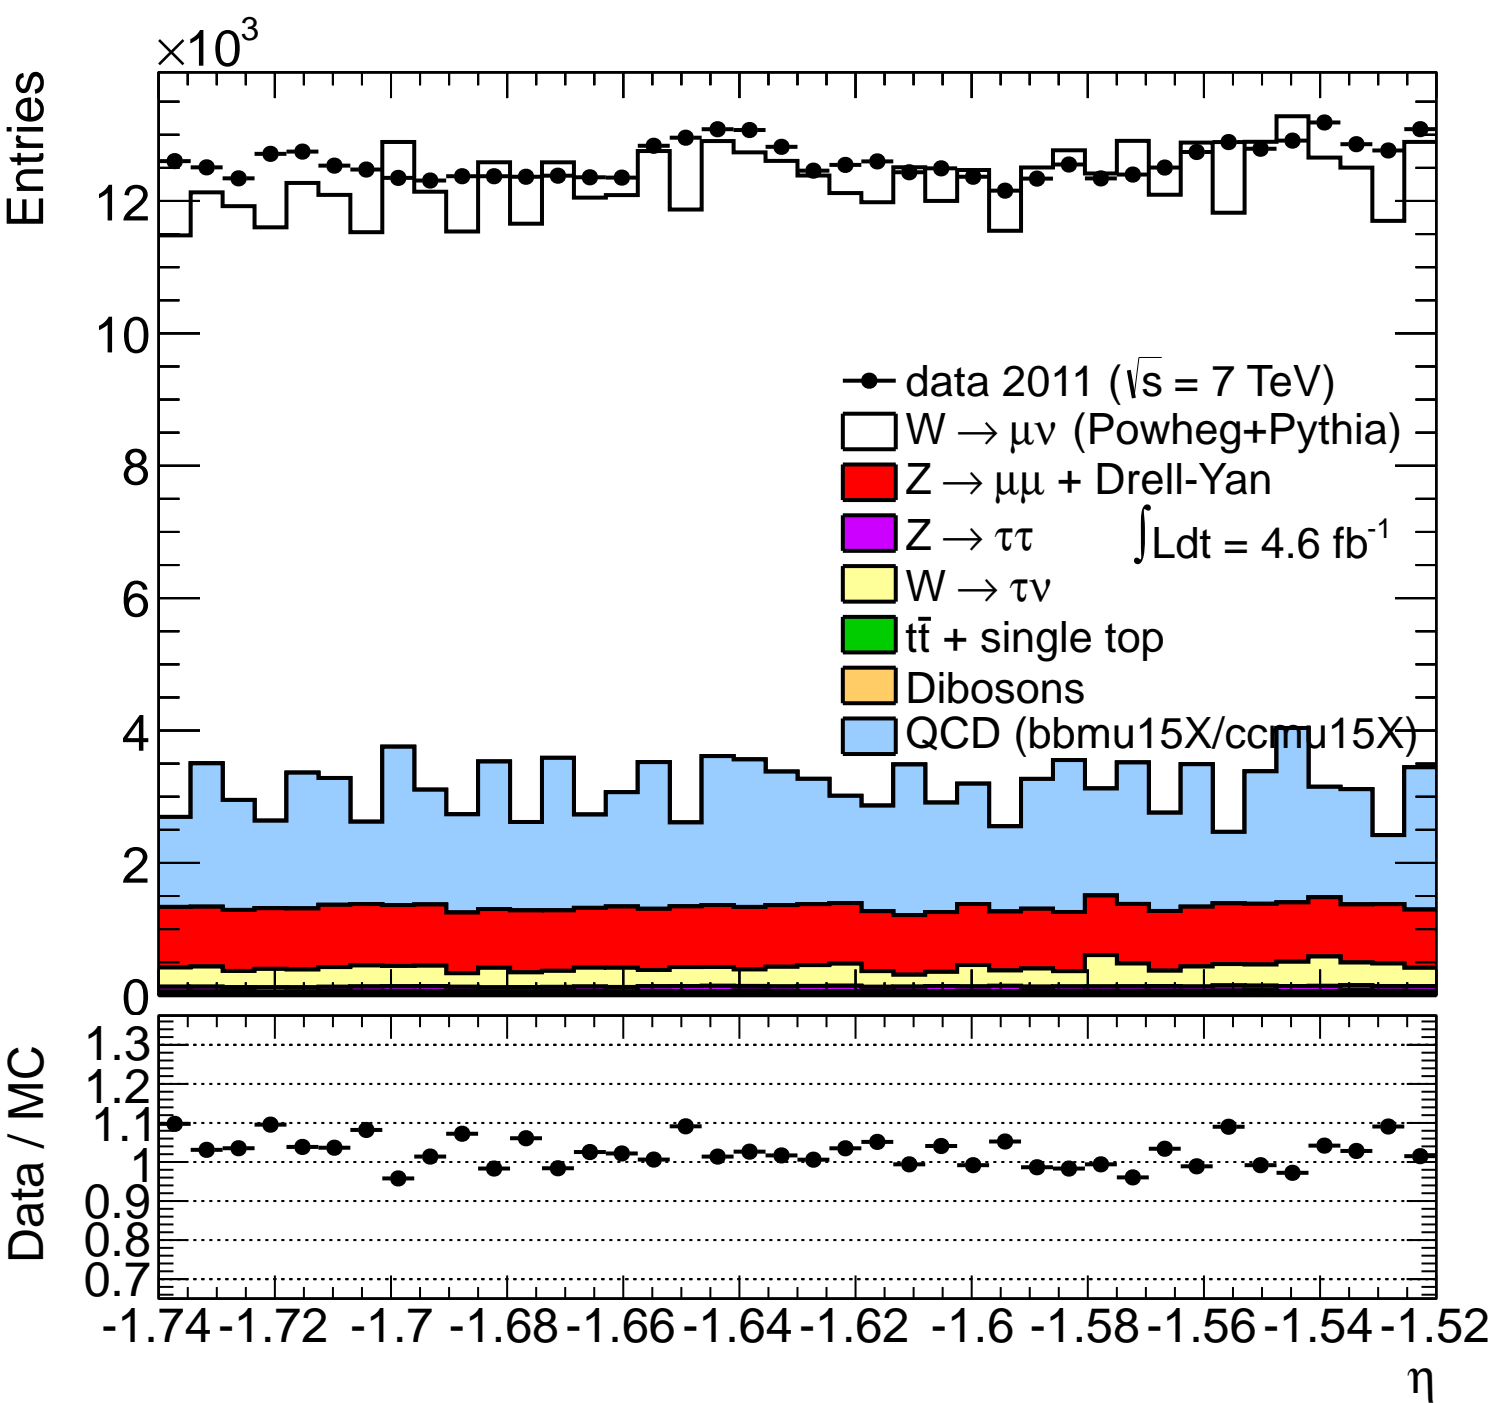 ×10³
Entries
12
10
8
6
4
2
0
data 2011 (√s = 7 TeV)
W → μν (Powheg+Pythia)
Z → μμ + Drell-Yan
Z → ττ
∫Ldt = 4.6 fb⁻¹
W → τν
tt̄ + single top
Dibosons
QCD (bbmu15X/ccmu15X)
Data / MC
1.3
1.2
1.1
1
0.9
0.8
0.7
-1.74 -1.72 -1.7 -1.68 -1.66 -1.64 -1.62 -1.6 -1.58 -1.56 -1.54 -1.52
η